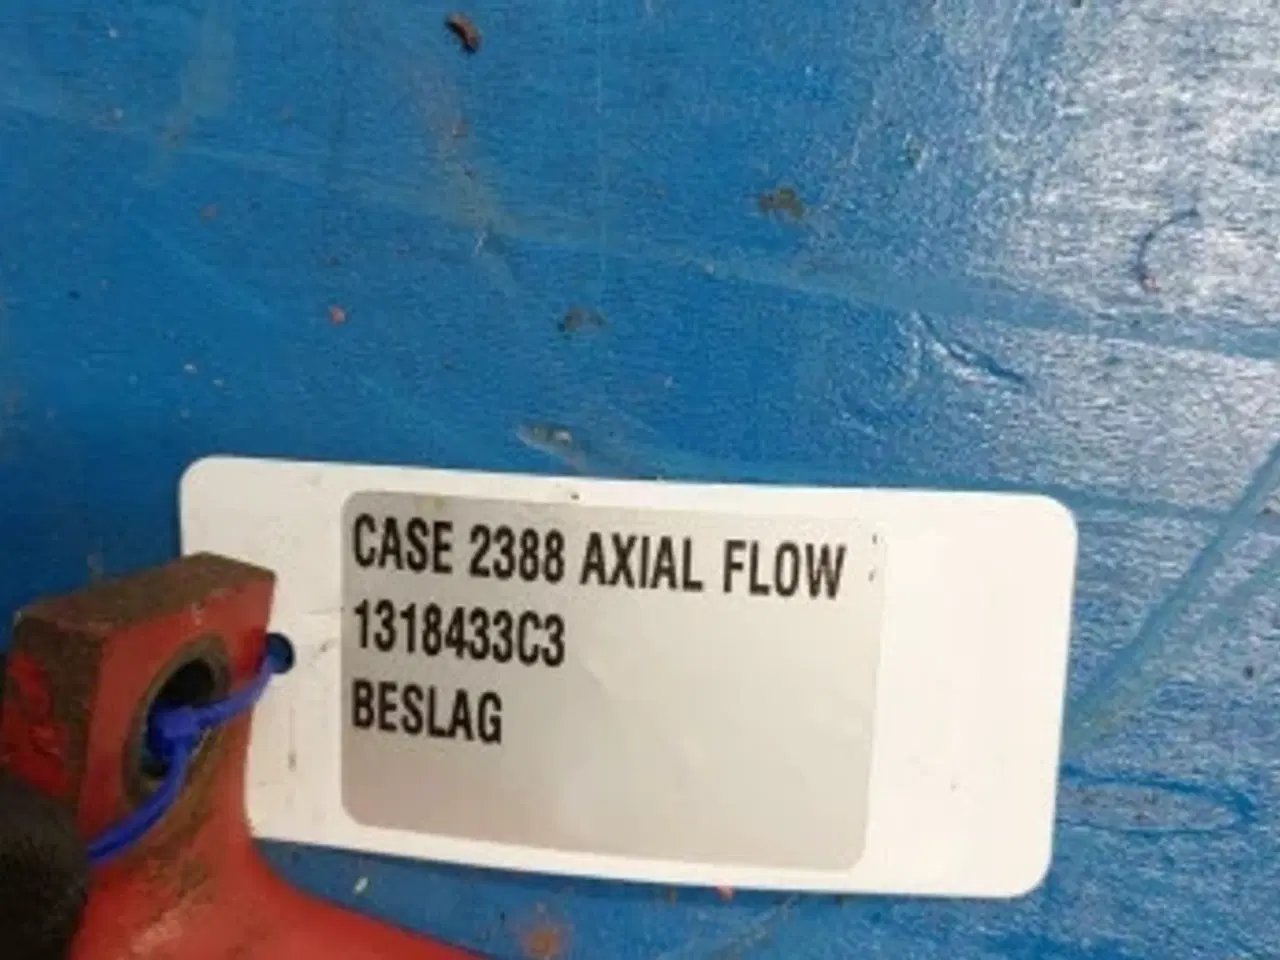 CASE 2388 AXIAL FLOW
1318433C3
BESLAG